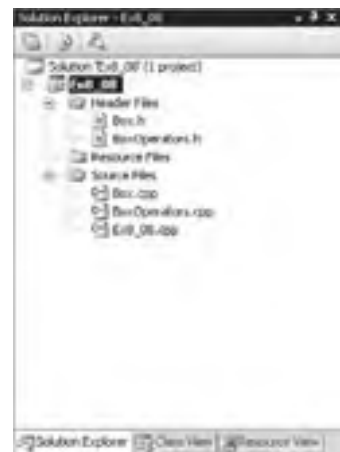 Solution Explorer - Ex8_08
Solution 'Ex8_08' (1 project)
Ex8_08
Header Files
Box.h
BoxOperators.h
Resource Files
Source Files
Box.cpp
BoxOperators.cpp
Ex8_08.cpp
Solution Explorer Class View Resource View